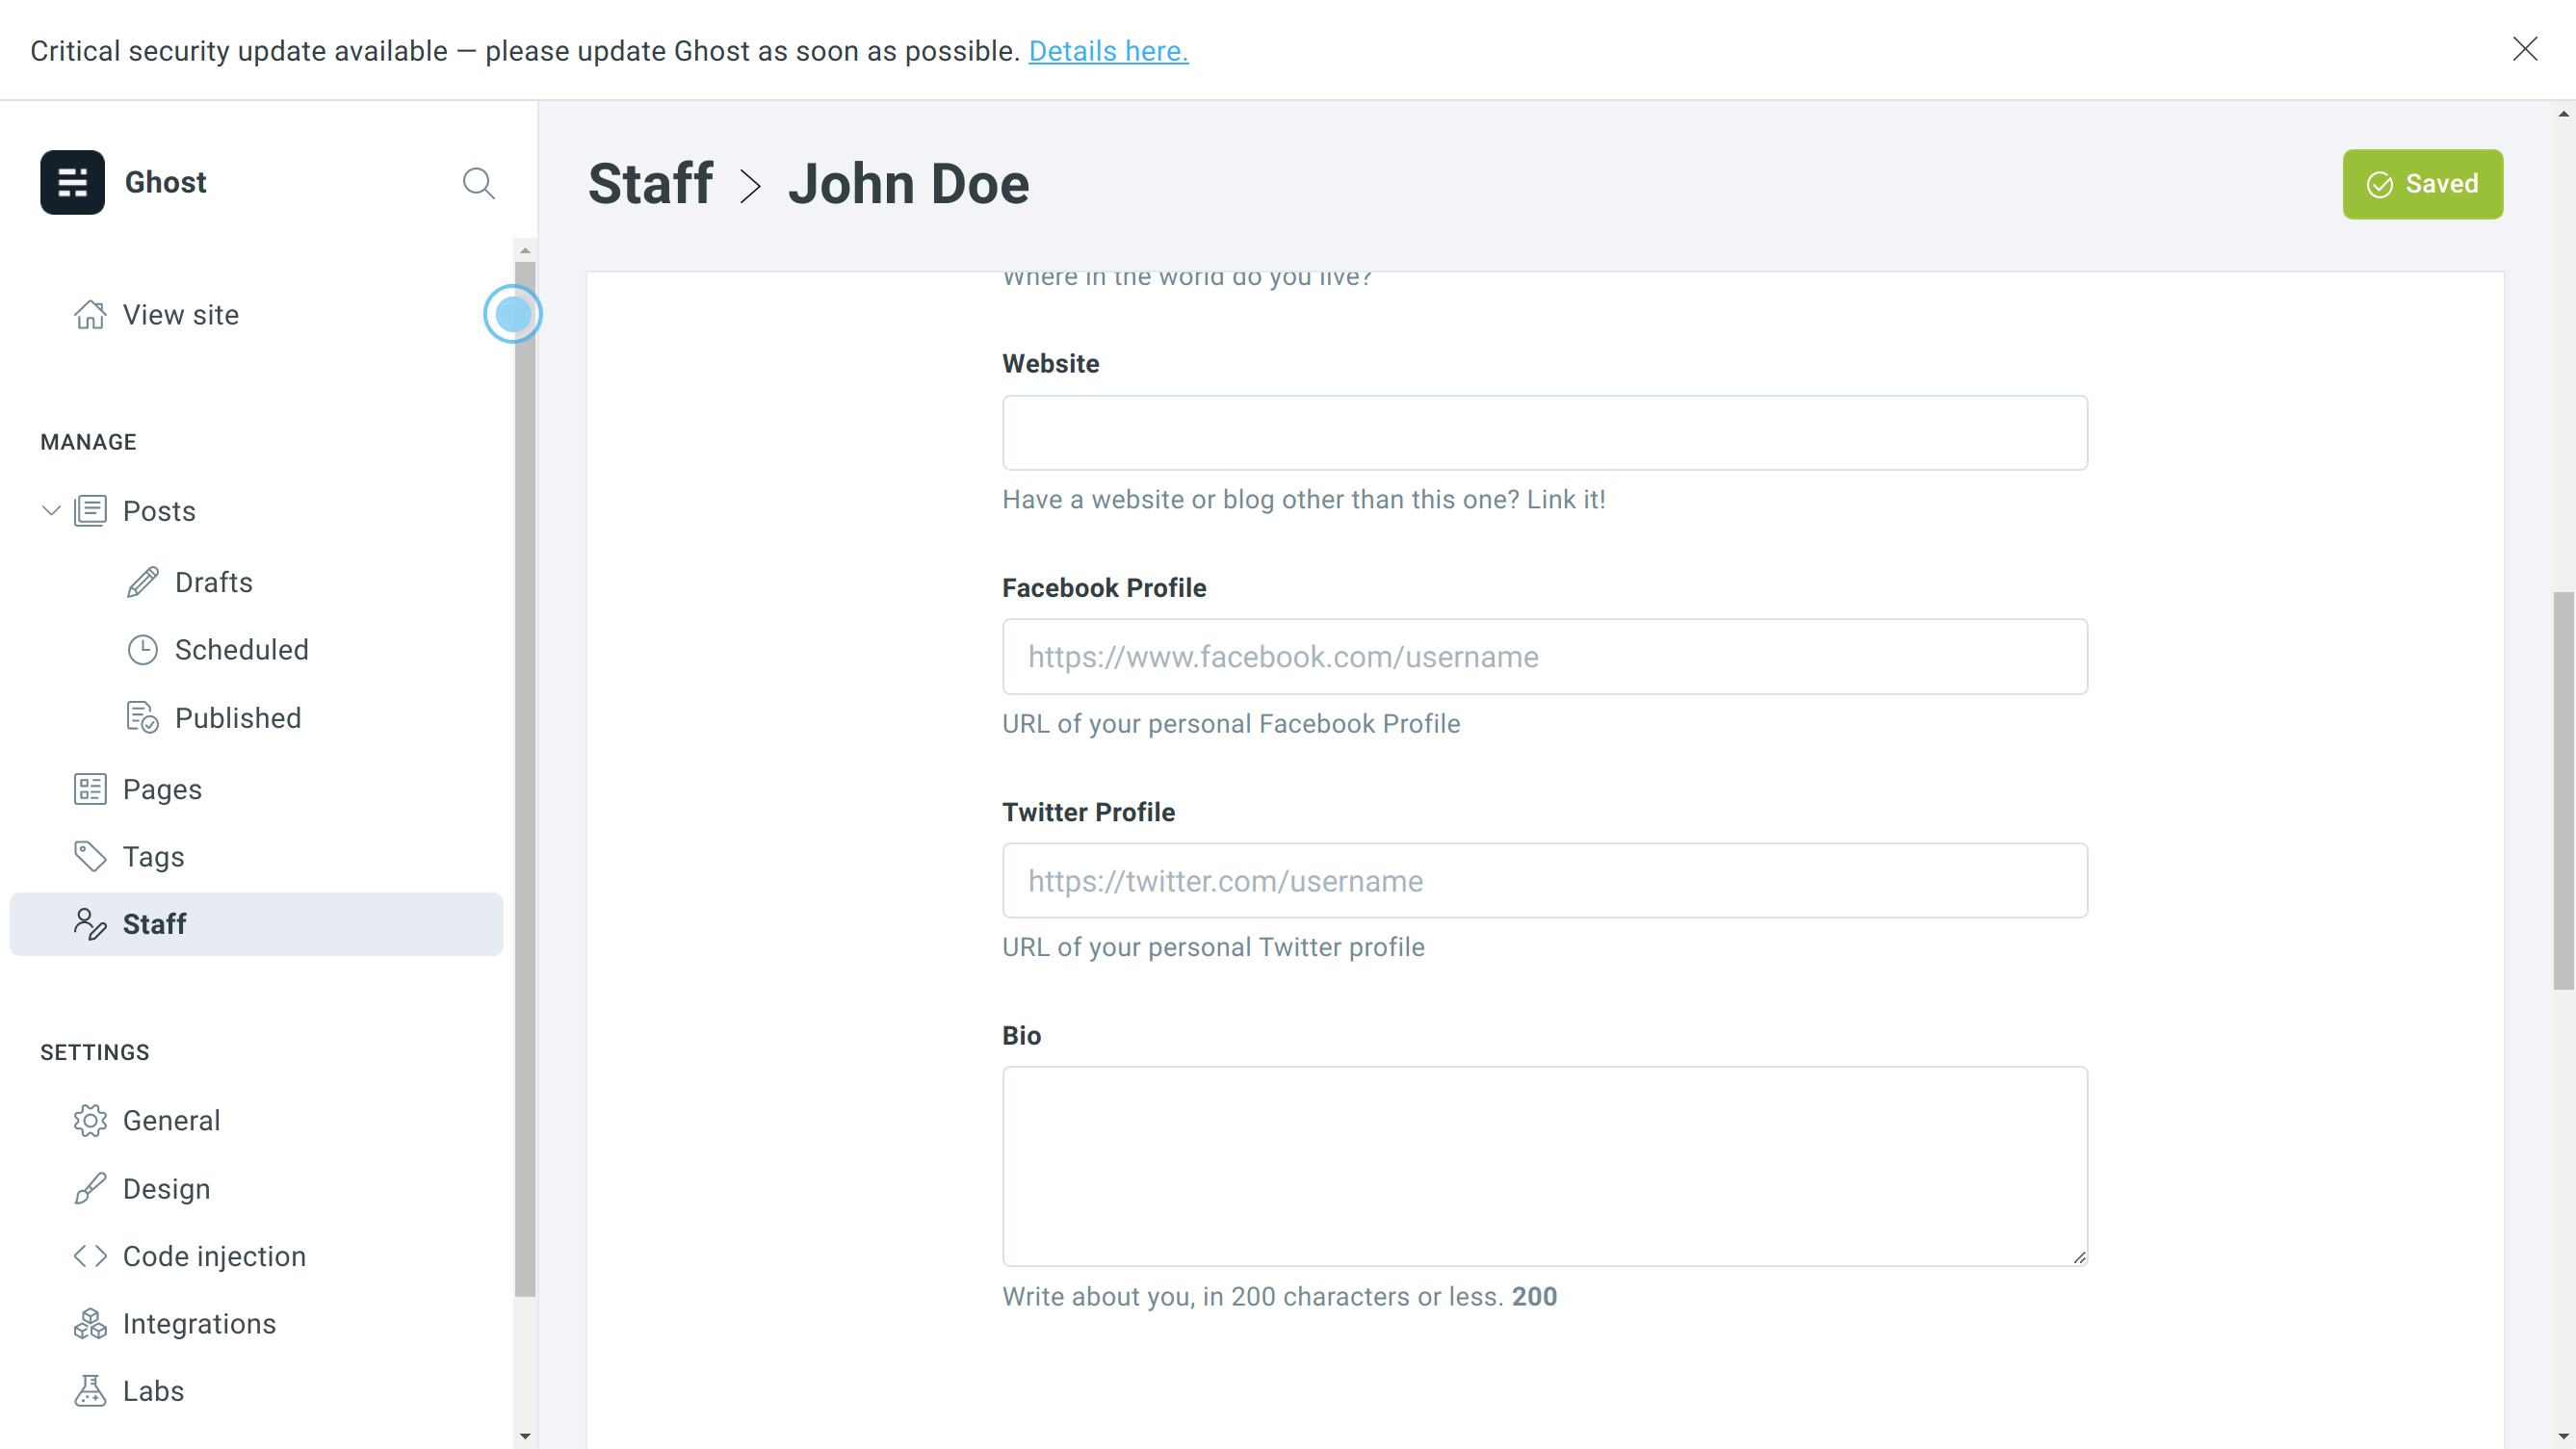 Critical security update available — please update Ghost as soon as possible. Details here.
Ghost
View site
MANAGE
Posts
Drafts
Scheduled
Published
Pages
Tags
Staff
SETTINGS
General
Design
Code injection
Integrations
Labs
Staff > John Doe
Saved
Where in the world do you live?
Website
Have a website or blog other than this one? Link it!
Facebook Profile
https://www.facebook.com/username
URL of your personal Facebook Profile
Twitter Profile
https://twitter.com/username
URL of your personal Twitter profile
Bio
Write about you, in 200 characters or less. 200